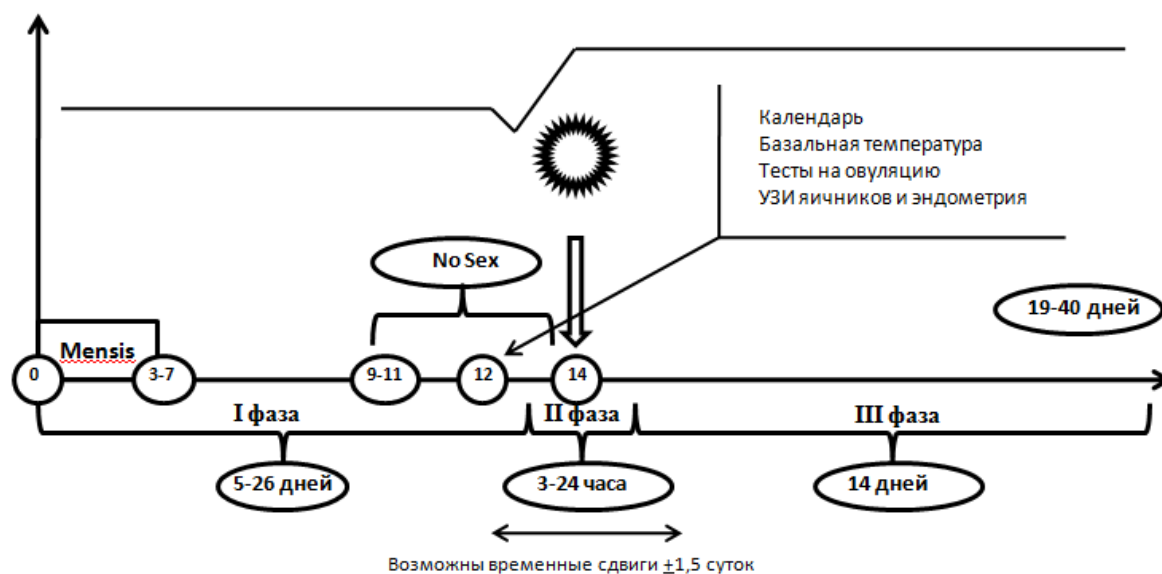 Календарь
Базальная температура
Тесты на овуляцию
УЗИ яичников и эндометрия
No Sex
19-40 дней
Mensis
0
3-7
9-11
12
14
I фаза
II фаза
III фаза
5-26 дней
3-24 часа
14 дней
Возможны временные сдвиги ±1,5 суток